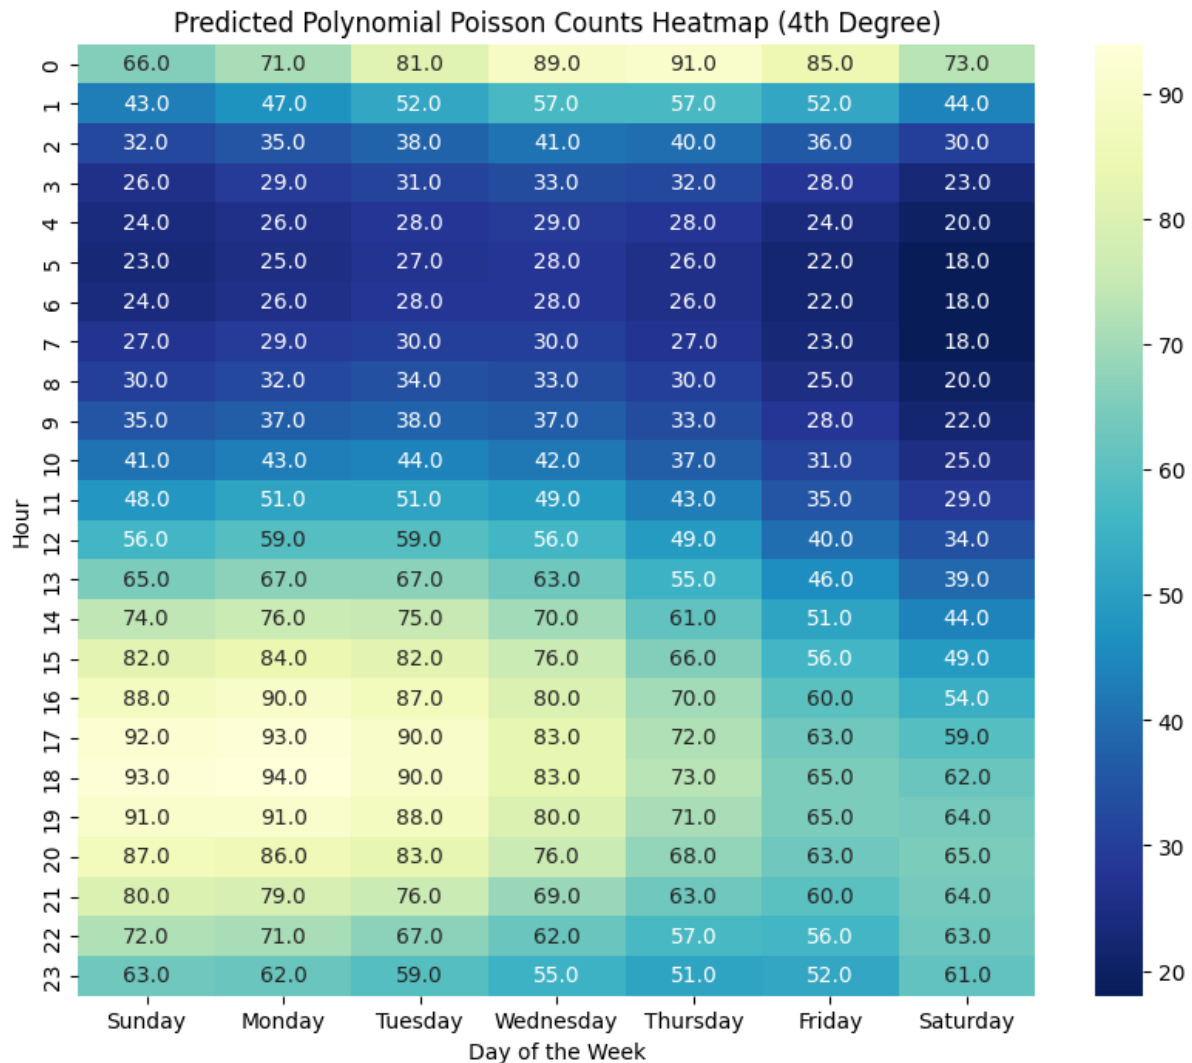 Predicted Polynomial Poisson Counts Heatmap (4th Degree)
0 66.0 71.0 81.0 89.0 91.0 85.0 73.0
1 43.0 47.0 52.0 57.0 57.0 52.0 44.0
2 32.0 35.0 38.0 41.0 40.0 36.0 30.0
3 26.0 29.0 31.0 33.0 32.0 28.0 23.0
4 24.0 26.0 28.0 29.0 28.0 24.0 20.0
5 23.0 25.0 27.0 28.0 26.0 22.0 18.0
6 24.0 26.0 28.0 28.0 26.0 22.0 18.0
7 27.0 29.0 30.0 30.0 27.0 23.0 18.0
8 30.0 32.0 34.0 33.0 30.0 25.0 20.0
9 35.0 37.0 38.0 37.0 33.0 28.0 22.0
10 41.0 43.0 44.0 42.0 37.0 31.0 25.0
11 48.0 51.0 51.0 49.0 43.0 35.0 29.0
12 56.0 59.0 59.0 56.0 49.0 40.0 34.0
13 65.0 67.0 67.0 63.0 55.0 46.0 39.0
14 74.0 76.0 75.0 70.0 61.0 51.0 44.0
15 82.0 84.0 82.0 76.0 66.0 56.0 49.0
16 88.0 90.0 87.0 80.0 70.0 60.0 54.0
17 92.0 93.0 90.0 83.0 72.0 63.0 59.0
18 93.0 94.0 90.0 83.0 73.0 65.0 62.0
19 91.0 91.0 88.0 80.0 71.0 65.0 64.0
20 87.0 86.0 83.0 76.0 68.0 63.0 65.0
21 80.0 79.0 76.0 69.0 63.0 60.0 64.0
22 72.0 71.0 67.0 62.0 57.0 56.0 63.0
23 63.0 62.0 59.0 55.0 51.0 52.0 61.0
Hour
Sunday Monday Tuesday Wednesday Thursday Friday Saturday
Day of the Week
90
80
70
60
50
40
30
20